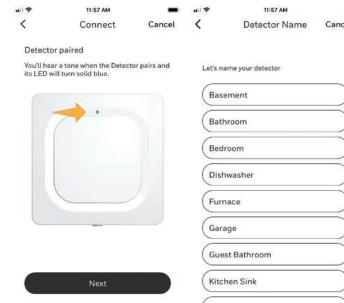 11:57 AM
Connect
Cancel
Detector paired
You'll hear a tone when the Detector pairs and
its LED will turn solid blue.
Next
11:57 AM
Detector Name
Canc
Let's name your detector
Basement
Bathroom
Bedroom
Dishwasher
Furnace
Garage
Guest Bathroom
Kitchen Sink